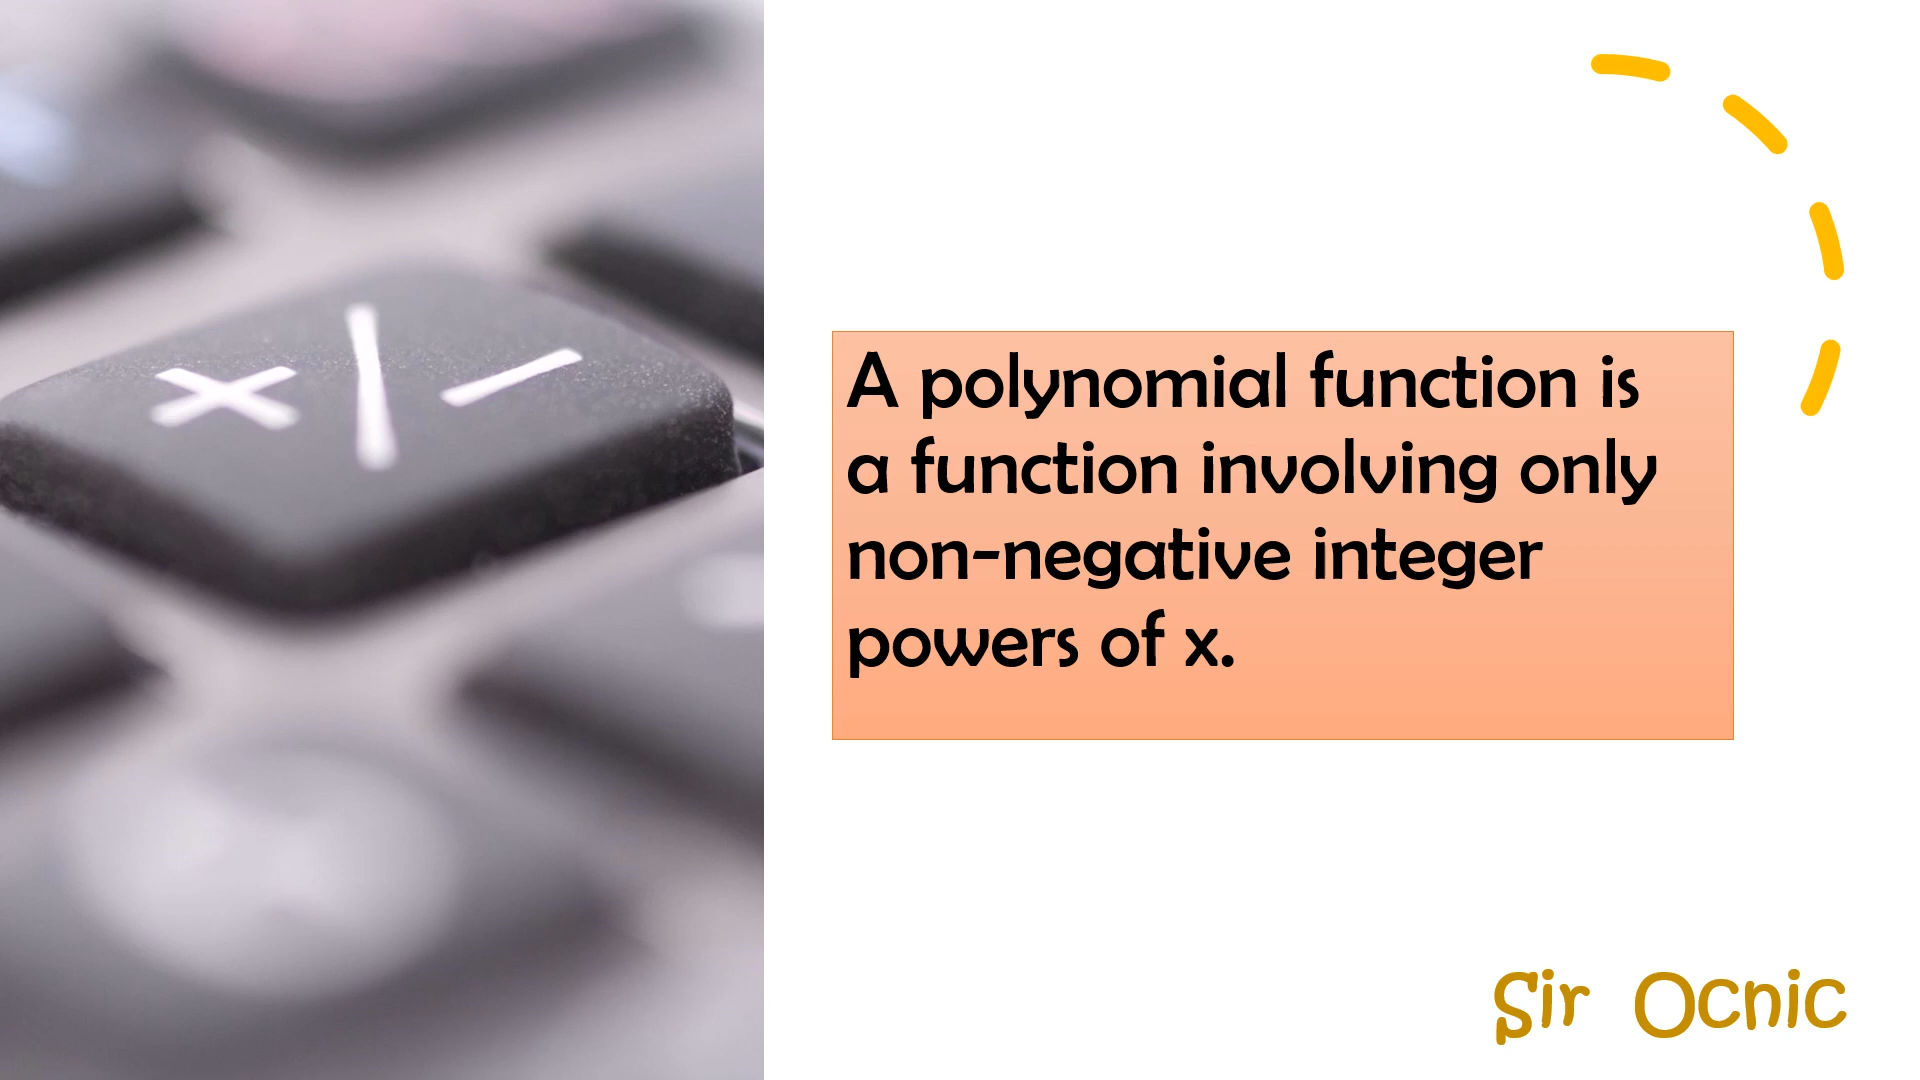 +/-
A polynomial function is
a function involving only
non-negative integer
powers of x.
Sir Ocnic